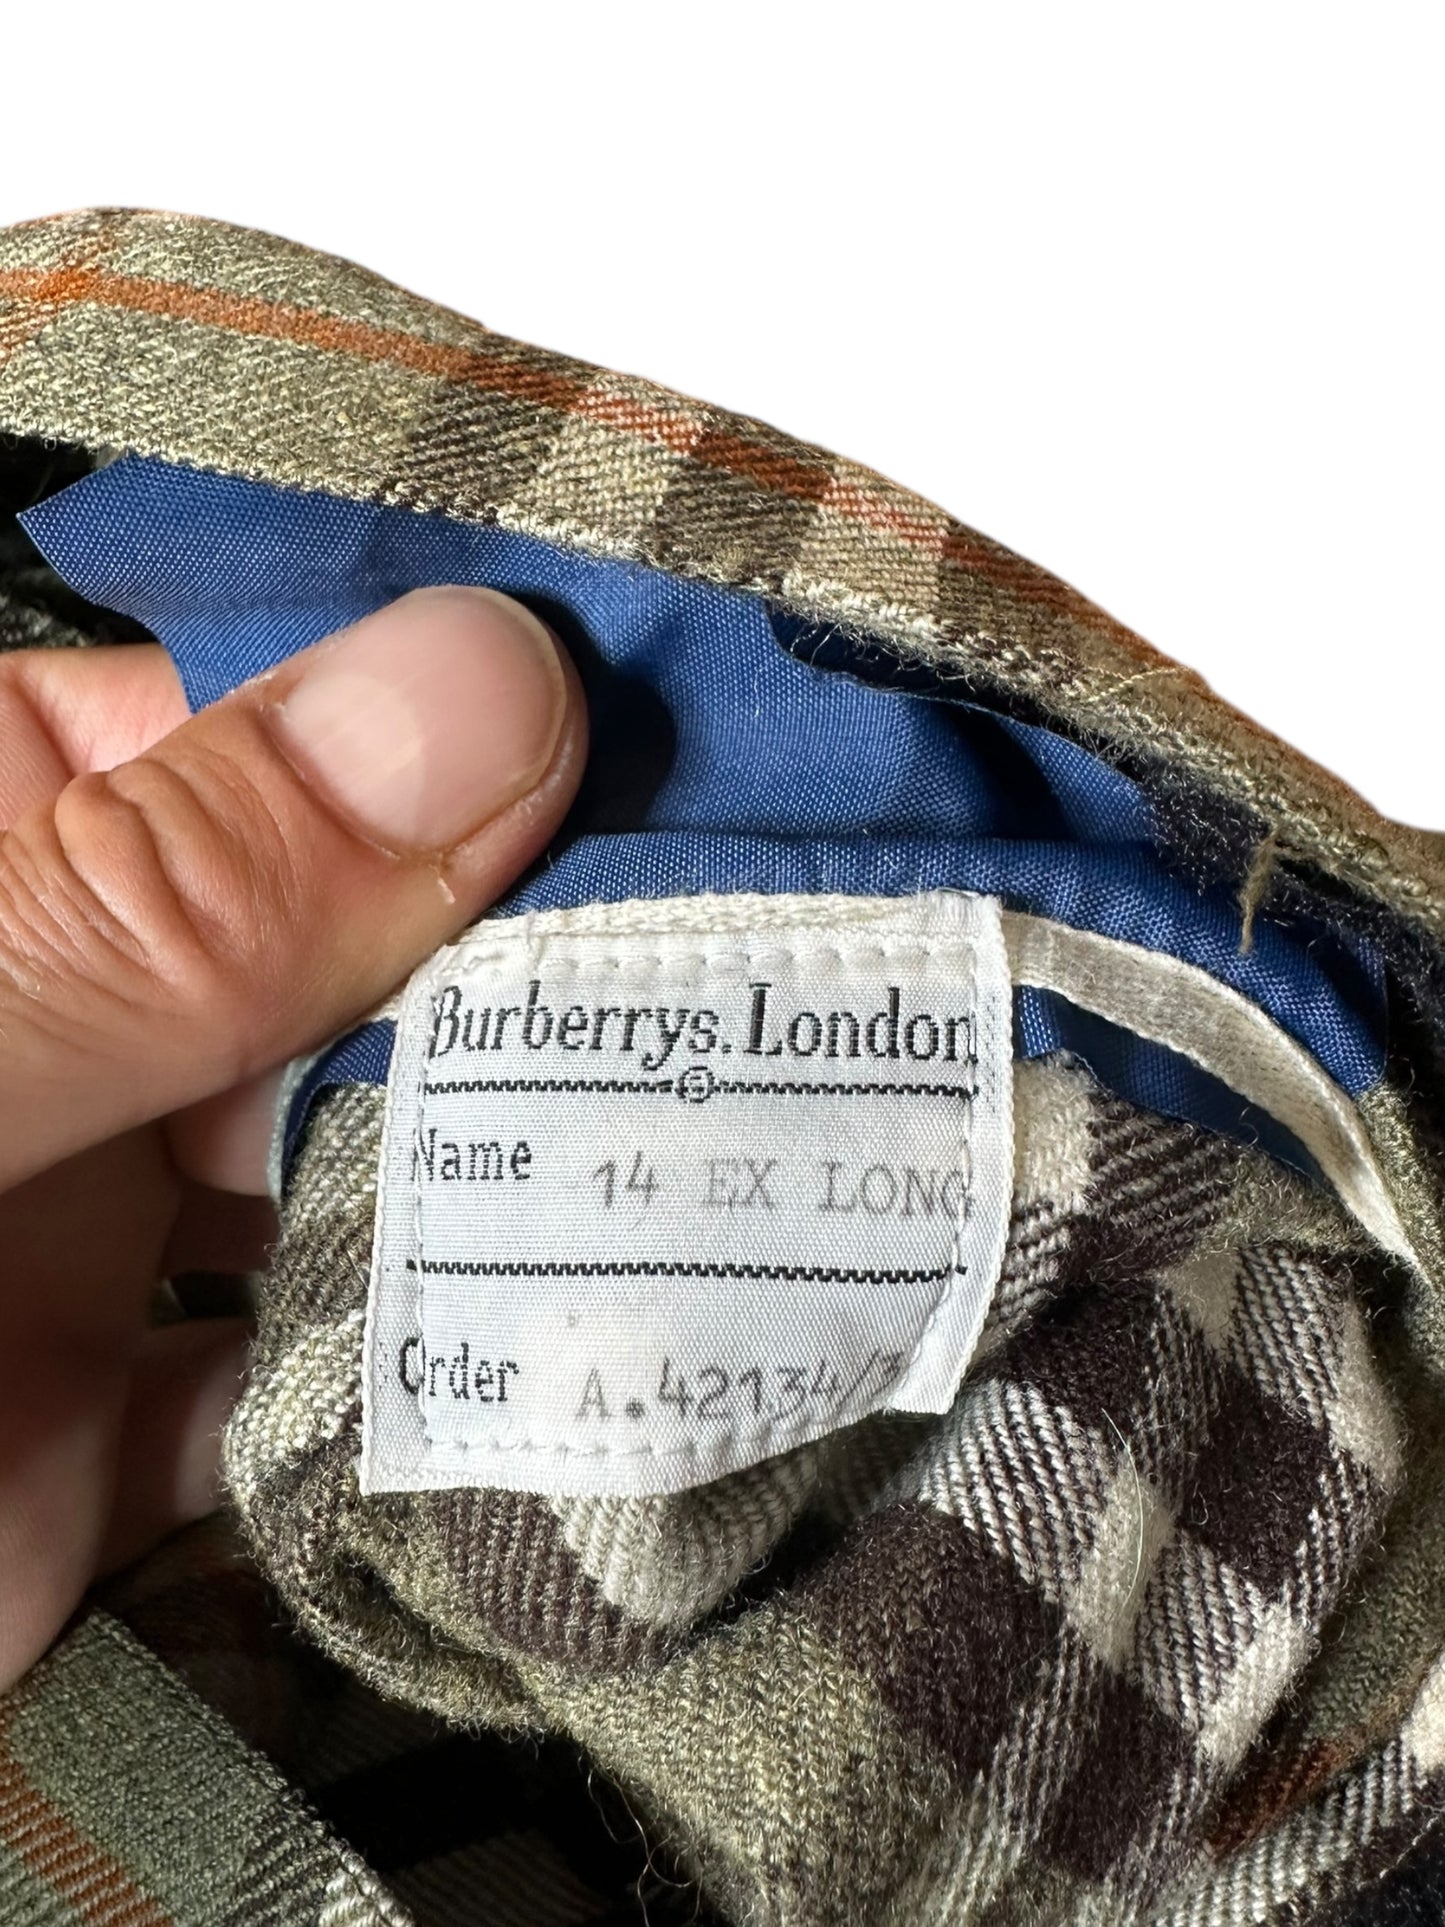 Burberrys. London
Name 14 EX LONG
Order A.42134/